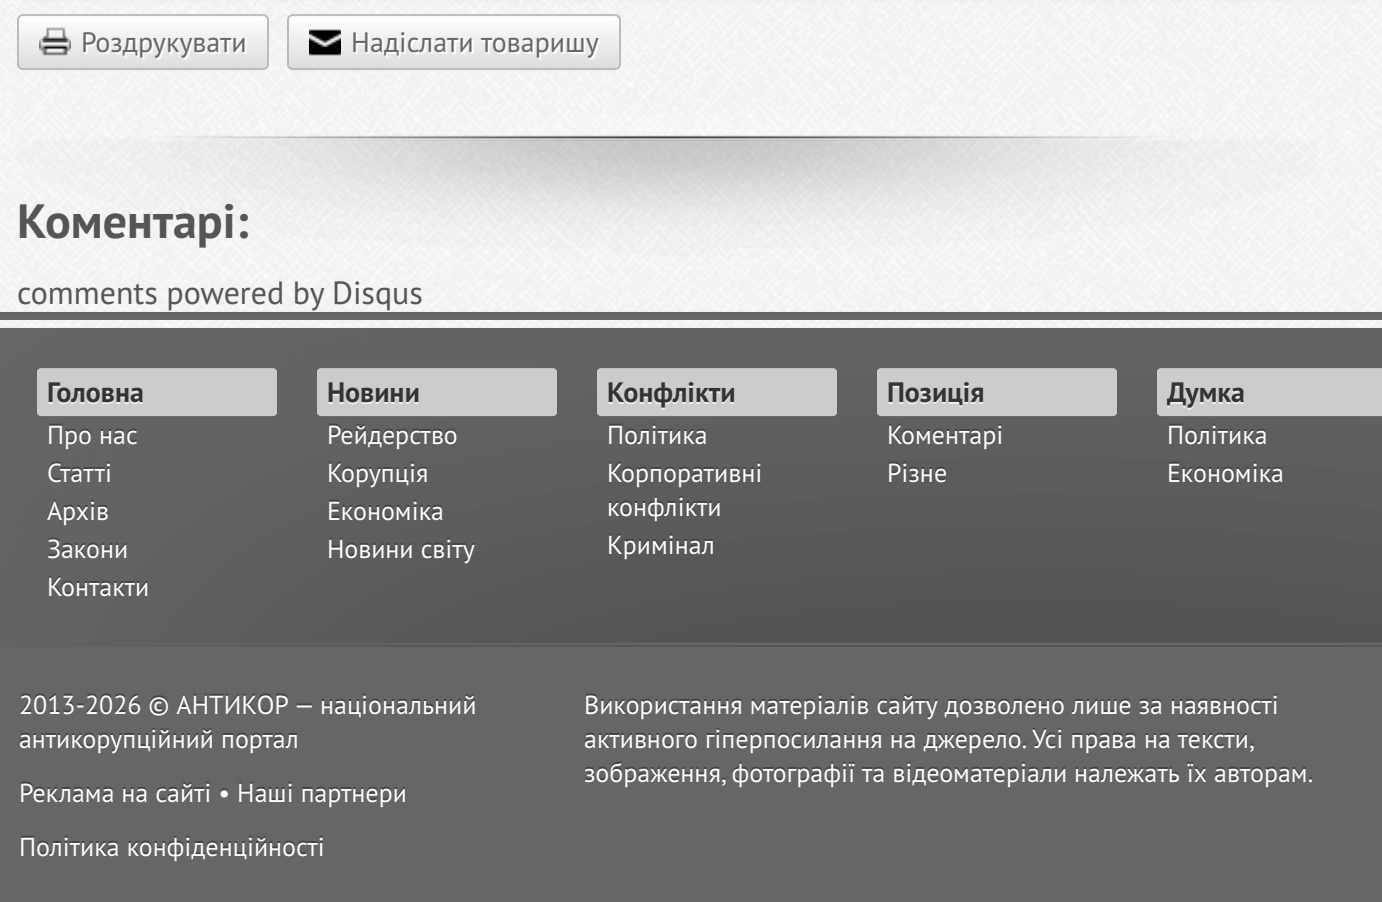 Роздрукувати Надіслати товаришу
Коментарі:
comments powered by Disqus
Головна
Про нас
Статті
Архів
Закони
Контакти
Новини
Рейдерство
Корупція
Економіка
Новини світу
Конфлікти
Політика
Корпоративні
конфлікти
Кримінал
Позиція
Коментарі
Різне
Думка
Політика
Економіка
2013-2026 © АНТИКОР — національний
антикорупційний портал
Реклама на сайті • Наші партнери
Політика конфіденційності
Використання матеріалів сайту дозволено лише за наявності
активного гіперпосилання на джерело. Усі права на тексти,
зображення, фотографії та відеоматеріали належать їх авторам.